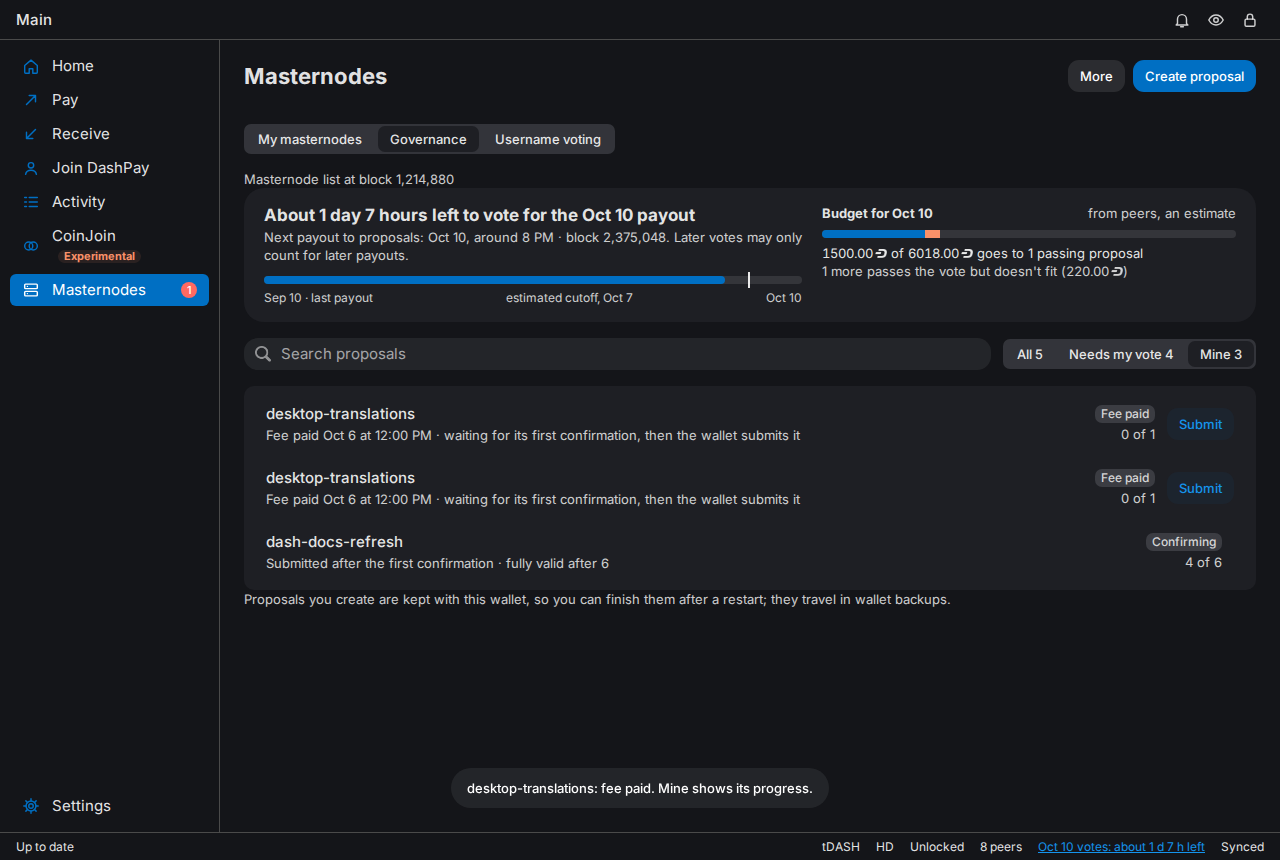 Main
Home
Pay
Receive
Join DashPay
Activity
CoinJoin
Experimental
Masternodes
1
Settings
Masternodes
More
Create proposal
My masternodes
Governance
Username voting
Masternode list at block 1,214,880
About 1 day 7 hours left to vote for the Oct 10 payout
Next payout to proposals: Oct 10, around 8 PM · block 2,375,048. Later votes may only
count for later payouts.
Sep 10 · last payout
estimated cutoff, Oct 7
Oct 10
Budget for Oct 10
from peers, an estimate
1500.00 of 6018.00 goes to 1 passing proposal
1 more passes the vote but doesn't fit (220.00)
Search proposals
All 5
Needs my vote 4
Mine 3
desktop-translations
Fee paid Oct 6 at 12:00 PM · waiting for its first confirmation, then the wallet submits it
Fee paid
0 of 1
Submit
desktop-translations
Fee paid Oct 6 at 12:00 PM · waiting for its first confirmation, then the wallet submits it
Fee paid
0 of 1
Submit
dash-docs-refresh
Submitted after the first confirmation · fully valid after 6
Confirming
4 of 6
Proposals you create are kept with this wallet, so you can finish them after a restart; they travel in wallet backups.
desktop-translations: fee paid. Mine shows its progress.
Up to date
tDASH
HD
Unlocked
8 peers
Oct 10 votes: about 1 d 7 h left
Synced